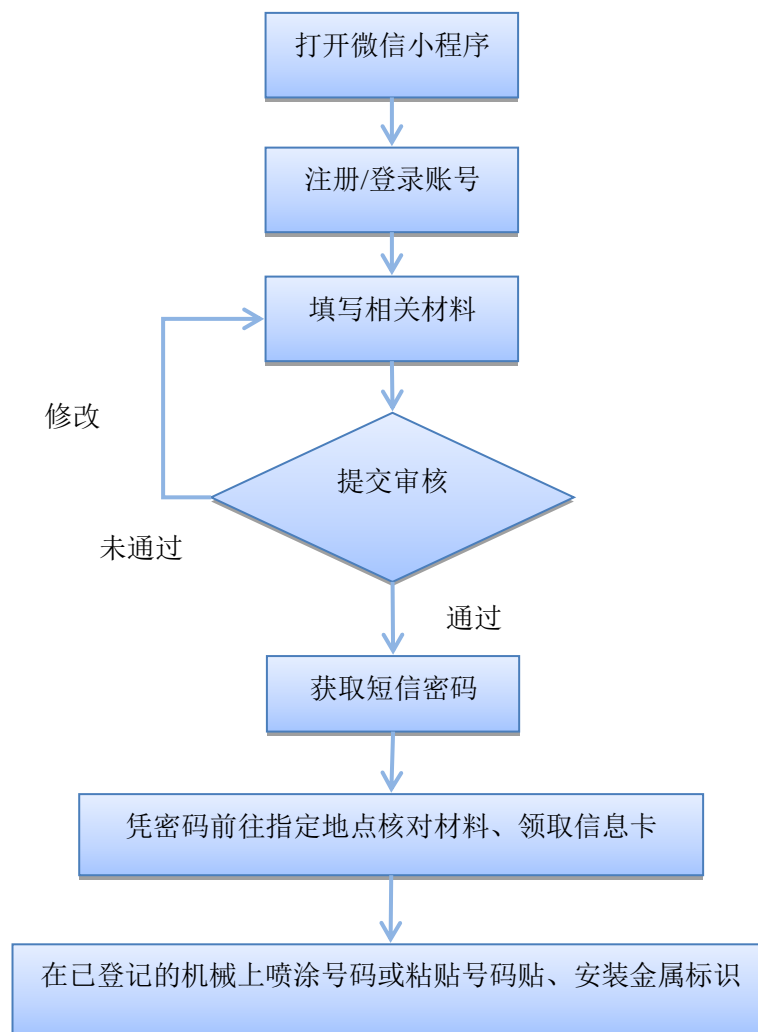 打开微信小程序
注册/登录账号
填写相关材料
修改
提交审核
未通过
通过
获取短信密码
凭密码前往指定地点核对材料、领取信息卡
在已登记的机械上喷涂号码或粘贴号码贴、安装金属标识